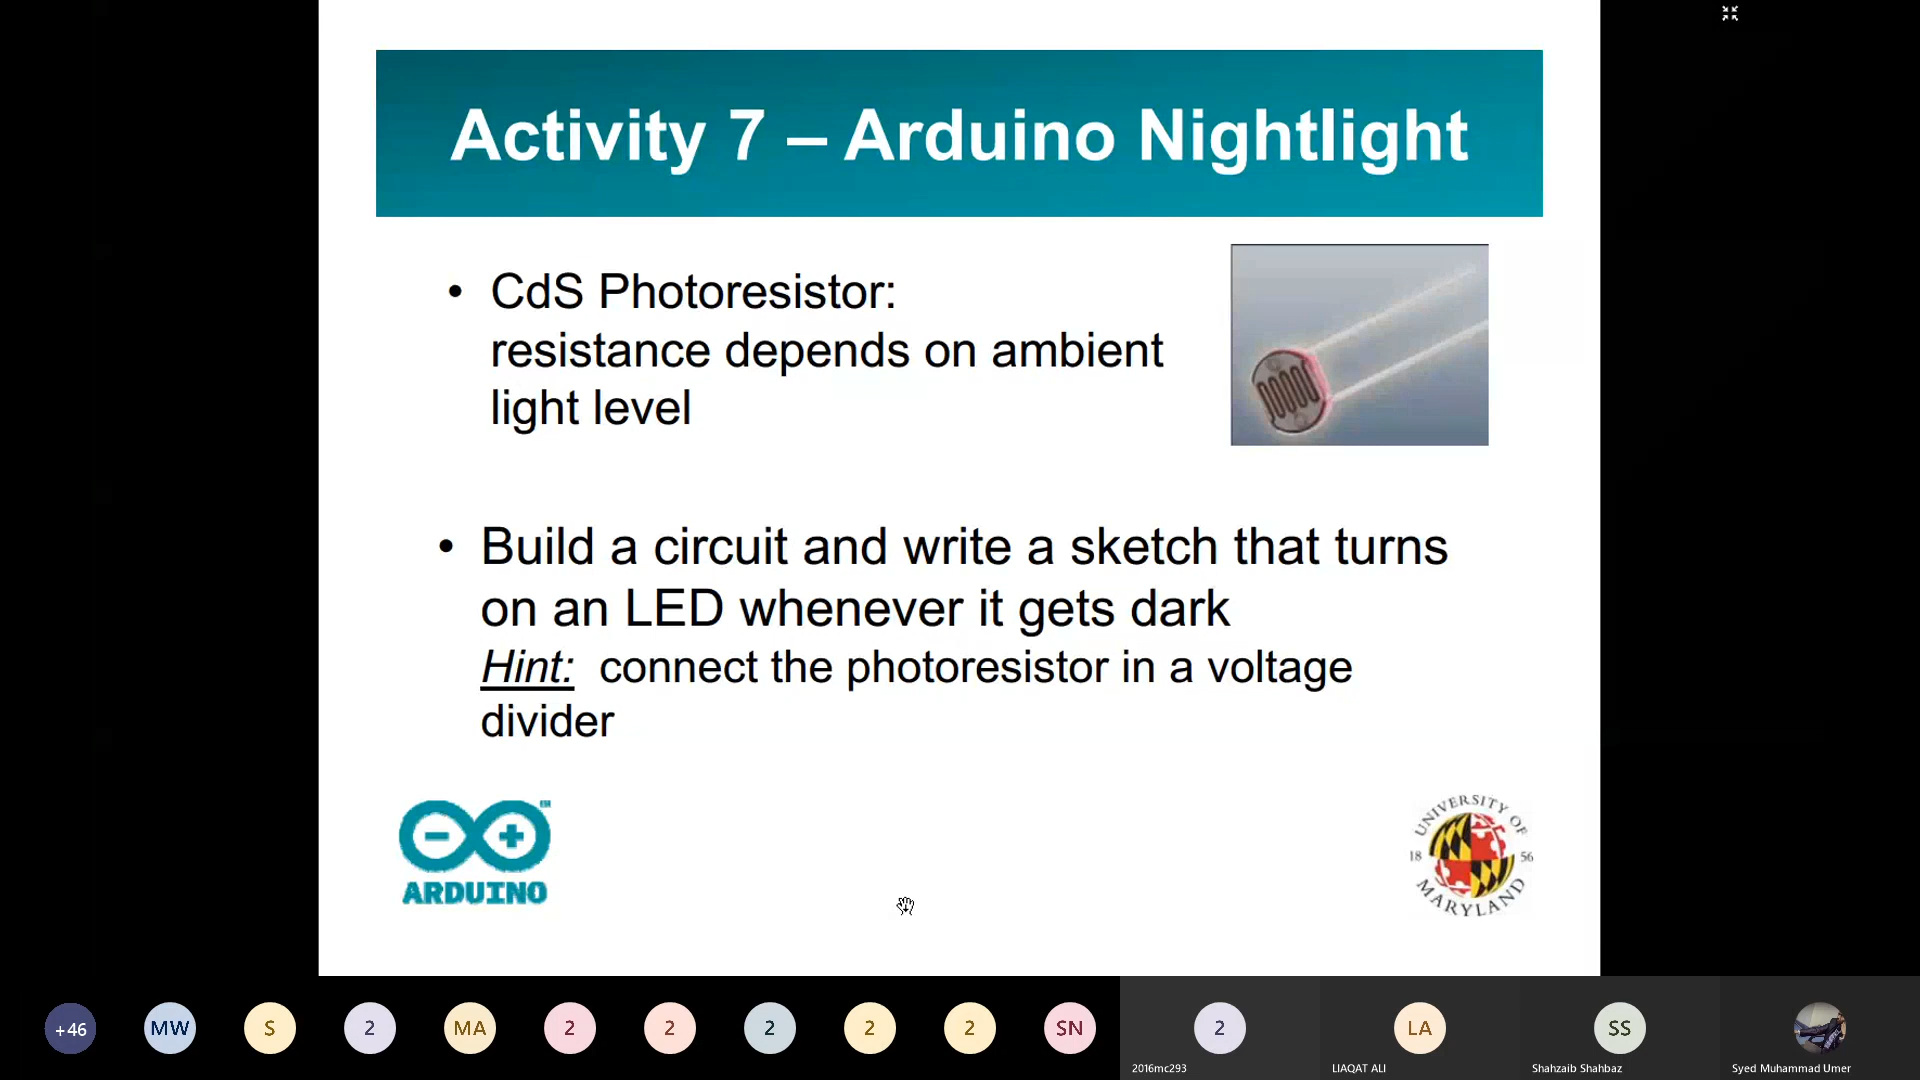 Activity 7 – Arduino Nightlight
• CdS Photoresistor:
resistance depends on ambient
light level
• Build a circuit and write a sketch that turns
on an LED whenever it gets dark
Hint: connect the photoresistor in a voltage
divider
ARDUINO
UNIVERSITY OF
18 56
MARYLAND
+46 MW S 2 MA 2 2 2 2 2 SN 2 LA SS
2016mc293 LIAQAT ALI Shahzaib Shahbaz Syed Muhammad Umer